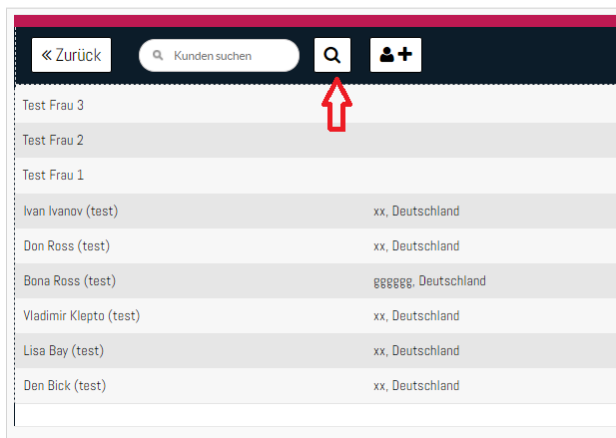 « Zurück Kunden suchen
Test Frau 3
Test Frau 2
Test Frau 1
Ivan Ivanov (test) xx, Deutschland
Don Ross (test) xx, Deutschland
Bona Ross (test) gggggg, Deutschland
Vladimir Klepto (test) xx, Deutschland
Lisa Bay (test) xx, Deutschland
Den Bick (test) xx, Deutschland